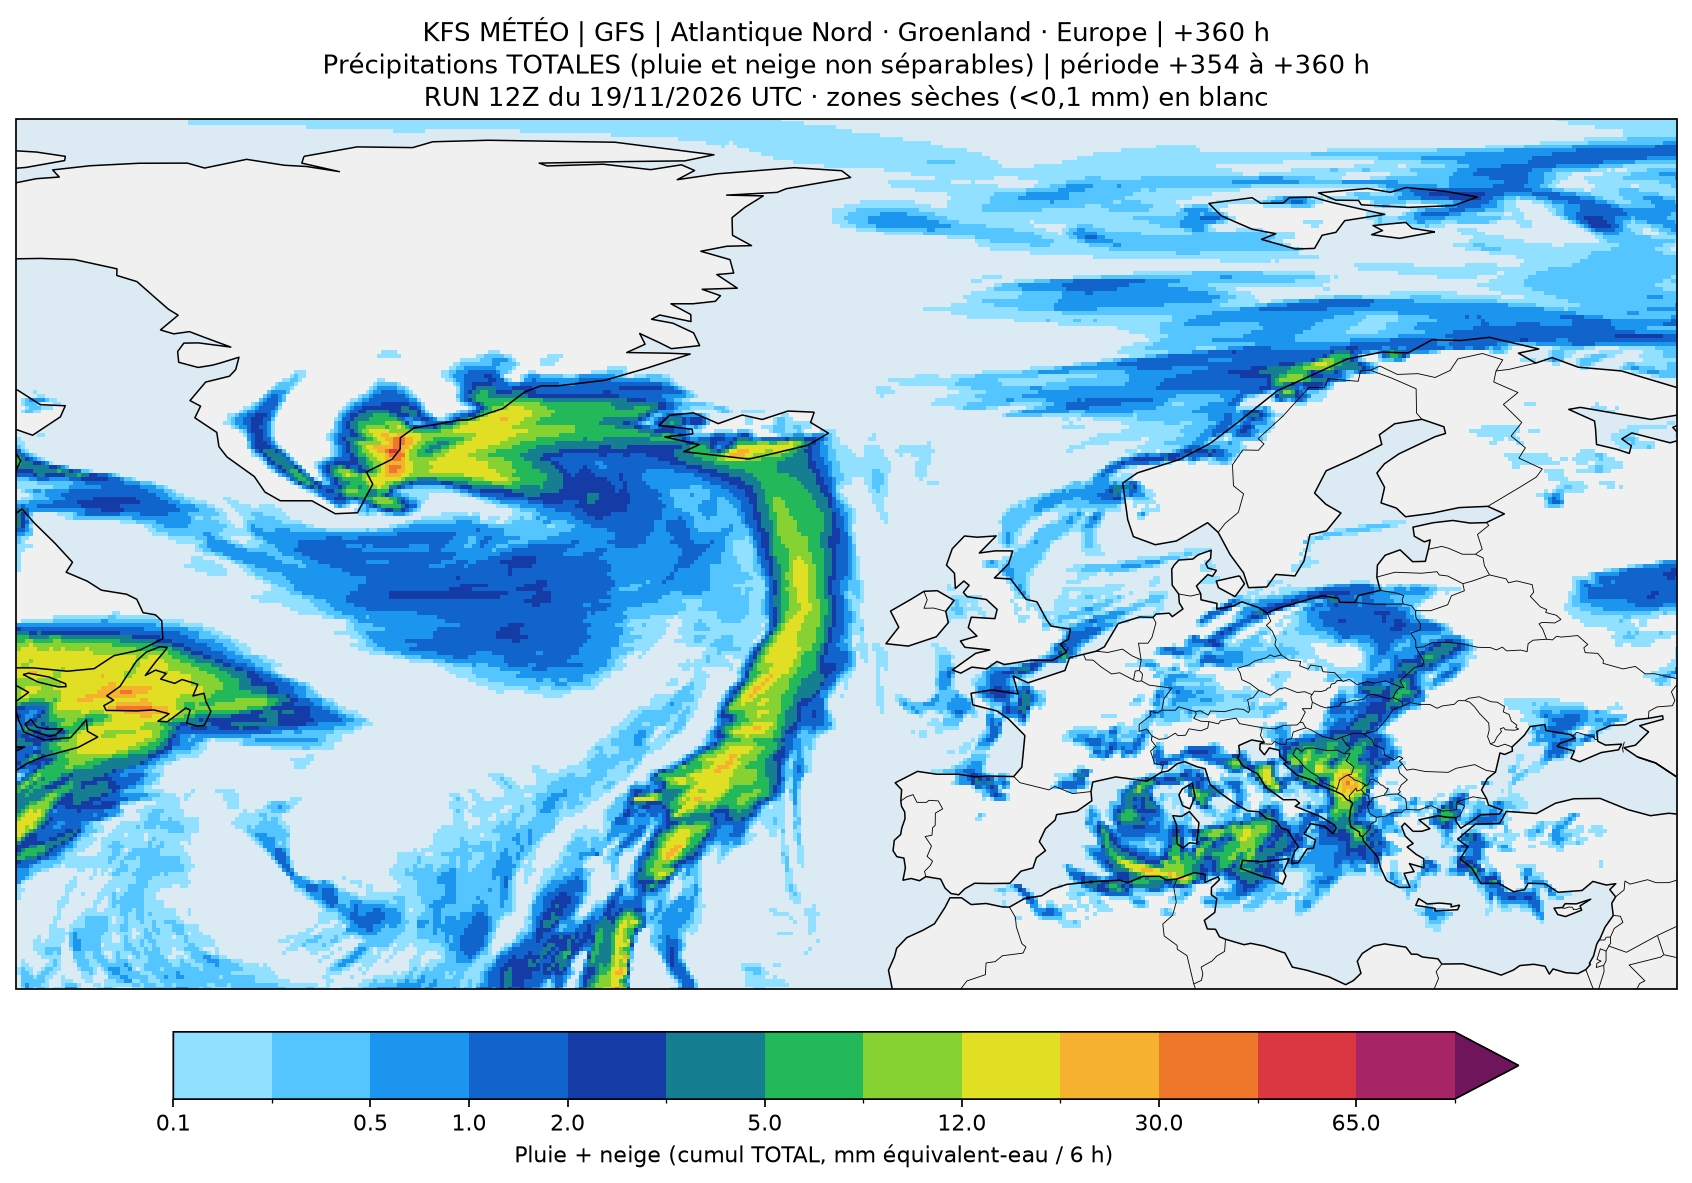 KFS MÉTÉO | GFS | Atlantique Nord · Groenland · Europe | +360 h
Précipitations TOTALES (pluie et neige non séparables) | période +354 à +360 h
RUN 12Z du 19/11/2026 UTC · zones sèches (<0,1 mm) en blanc
0.1 0.5 1.0 2.0 5.0 12.0 30.0 65.0
Pluie + neige (cumul TOTAL, mm équivalent-eau / 6 h)